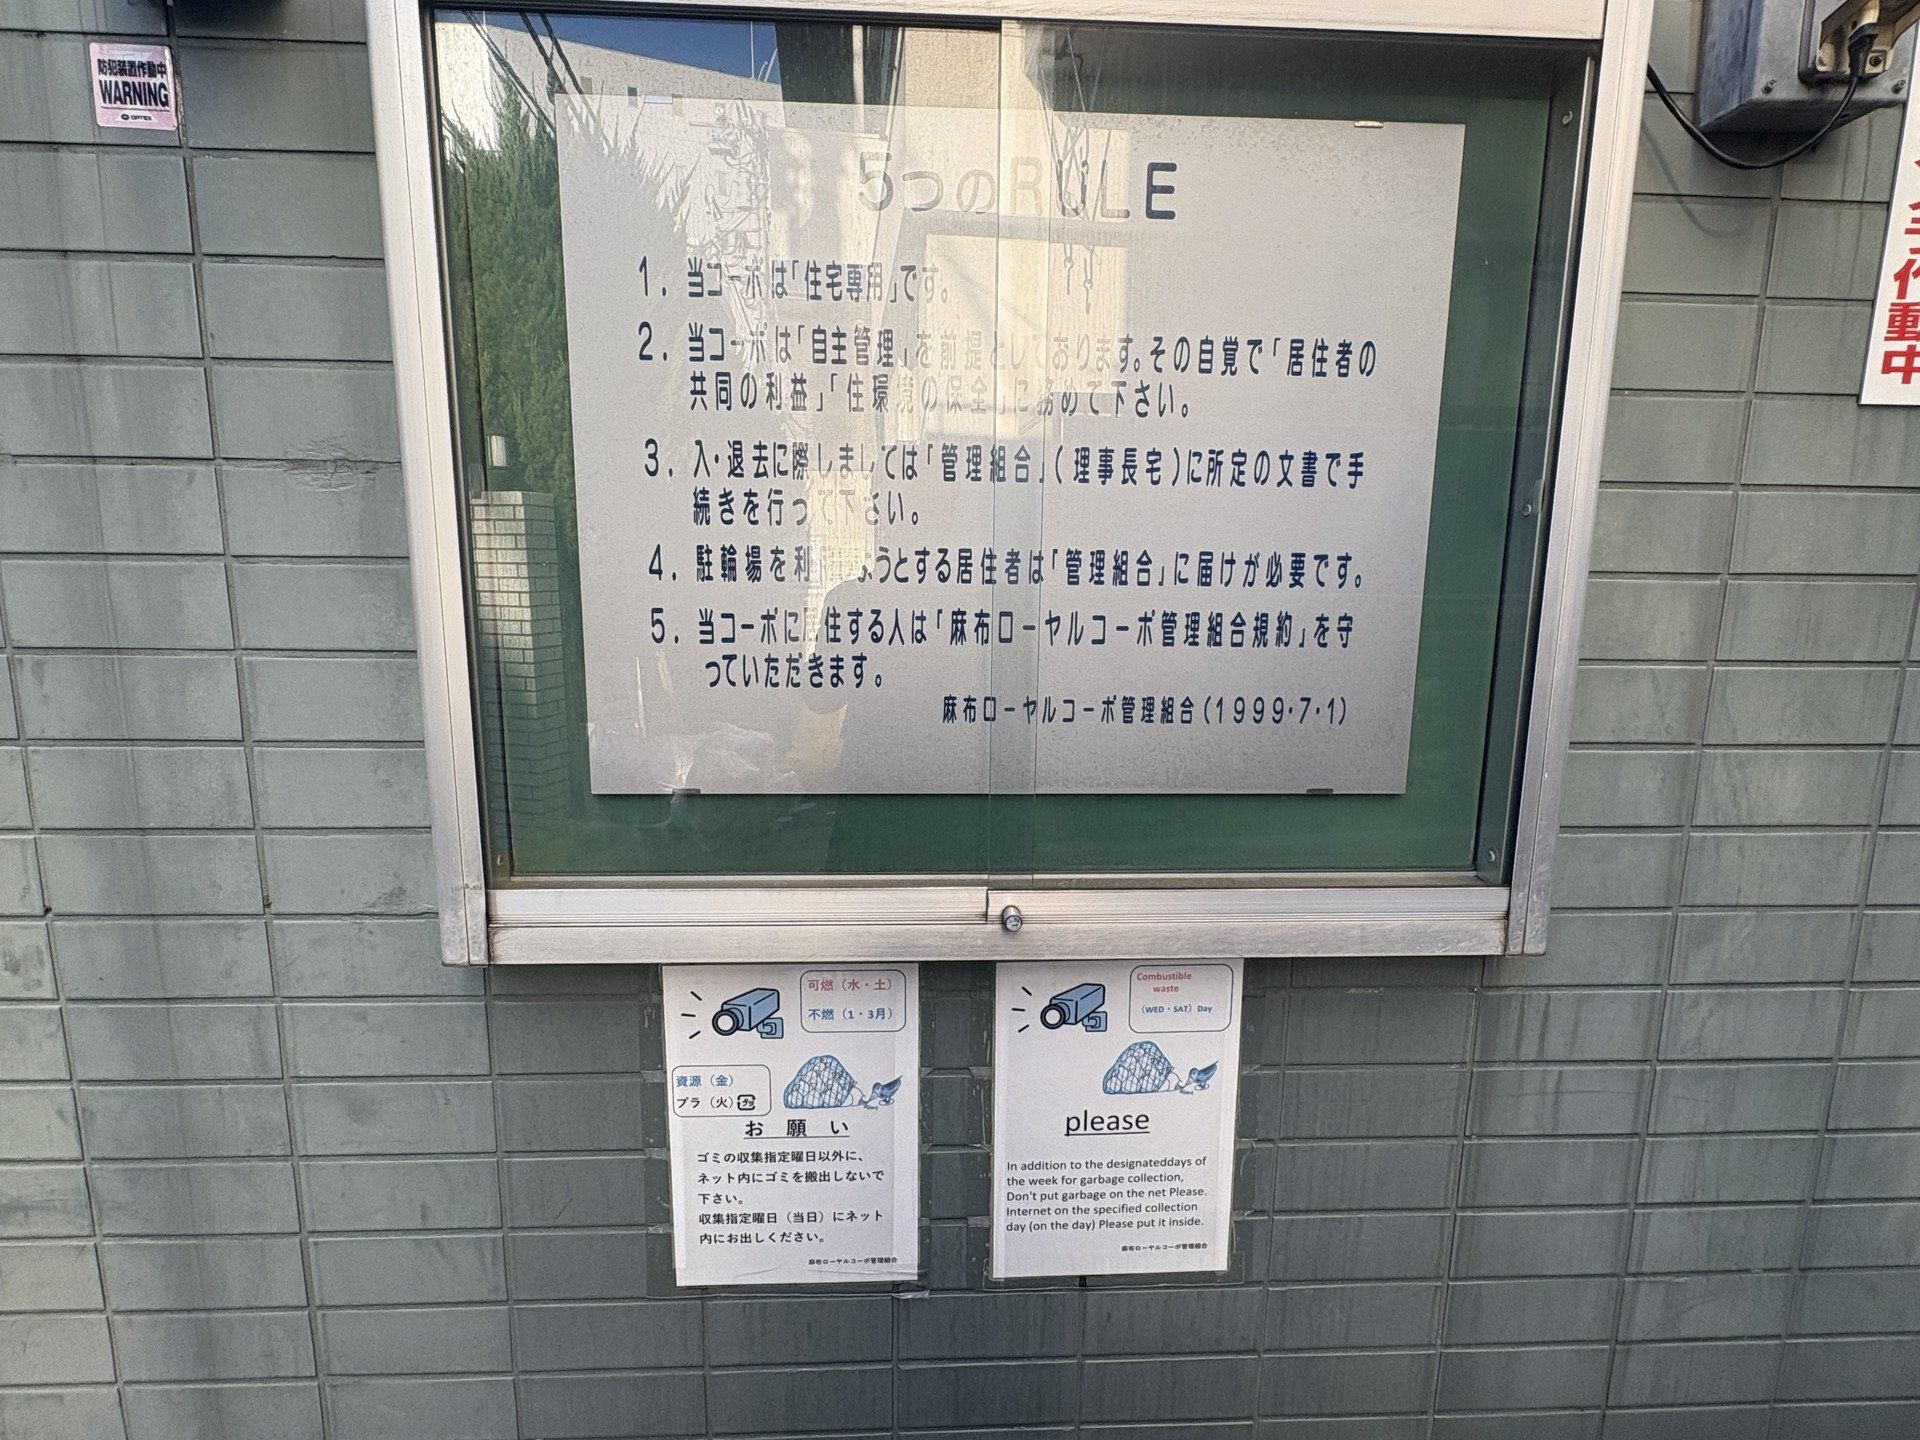 防犯装置作動中
WARNING
OPTEX
5つのRULE
1. 当コーポは「住宅専用」です。
2. 当コーポは「自主管理」を前提としております。その自覚で「居住者の
共同の利益」「住環境の保全」に務めて下さい。
3. 入・退去に際しましては「管理組合」(理事長宅)に所定の文書で手
続きを行って下さい。
4. 駐輪場を利 ようとする居住者は「管理組合」に届けが必要です。
5. 当コーポに居住する人は「麻布ローヤルコーポ管理組合規約」を守
っていただきます。
麻布ローヤルコーポ管理組合(1999・7・1)
作動中
可燃（水・土）
不燃（1・3月）
資源（金）
プラ（火）プラ
お 願 い
ゴミの収集指定曜日以外に、
ネット内にゴミを搬出しないで
下さい。
収集指定曜日（当日）にネット
内にお出しください。
麻布ローヤルコーポ管理組合
Combustible
waste
（WED・SAT）Day
please
In addition to the designateddays of
the week for garbage collection,
Don't put garbage on the net Please.
Internet on the specified collection
day (on the day) Please put it inside.
麻布ローヤルコーポ管理組合